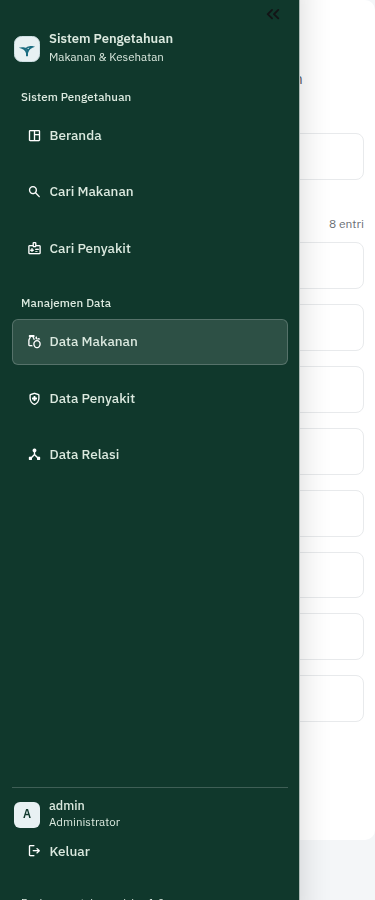 Sistem Pengetahuan
Makanan & Kesehatan
Sistem Pengetahuan
Beranda
Cari Makanan
Cari Penyakit
8 entri
Manajemen Data
Data Makanan
Data Penyakit
Data Relasi
A
admin
Administrator
Keluar